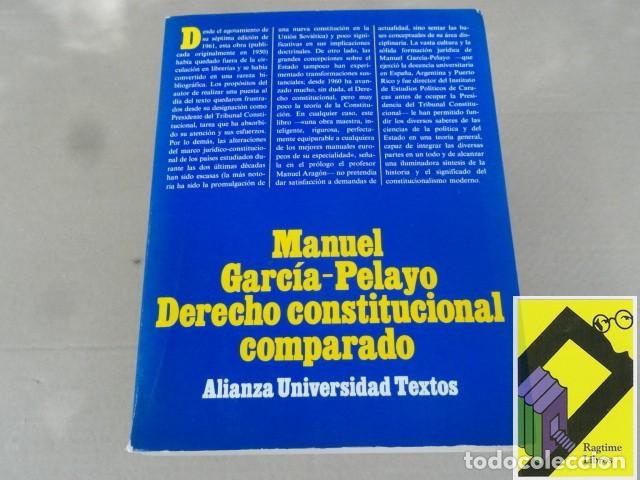 Desde el agotamiento de
su séptima edición de
1961, esta obra (publi-
cada originalmente en 1950)
había quedado fuera de la cir-
culación en librerías y se había
convertido en una rareza bi-
bliográfica. Los propósitos del
autor de realizar una puesta al
día del texto quedaron frustra-
dos desde su designación como
Presidente del Tribunal Consti-
tucional, tarea que ha absorbi-
do su atención y sus esfuerzos.
Por lo demás, las alteraciones
del marco jurídico-constitucio-
nal de los países estudiados du-
rante las dos últimas décadas
han sido escasas (la más noto-
ria ha sido la promulgación de
una nueva constitución en la
Unión Soviética) y poco signi-
ficativas en sus implicaciones
doctrinales. De otro lado, las
grandes concepciones sobre el
Estado tampoco han experi-
mentado transformaciones sus-
tanciales; desde 1960 ha avan-
zado mucho, sin duda, el Dere-
cho constitucional, pero muy
poco la teoría de la Constitu-
ción. En cualquier caso, este
libro —«una obra maestra, in-
teligente, rigurosa, perfecta-
mente equiparable a cualquiera
de los mejores manuales euro-
peos de su especialidad», seña-
la en el prólogo el profesor
Manuel Aragón— no pretendía
dar satisfacción a demandas de
actualidad, sino sentar las ba-
ses conceptuales de su área dis-
ciplinaria. La vasta cultura y la
sólida formación jurídica de
Manuel García-Pelayo —que
ejerció la docencia universitaria
en España, Argentina y Puerto
Rico y fue director del Instituto
de Estudios Políticos de Cara-
cas antes de ocupar la Presi-
dencia del Tribunal Constitu-
cional— le han permitido fun-
dir los diversos saberes de las
ciencias de la política y del
Estado en una teoría general,
capaz de integrar las diversas
partes en un todo y de alcanzar
una iluminadora síntesis de la
historia y el significado del
constitucionalismo moderno.
Manuel
García-Pelayo
Derecho constitucional
comparado
Alianza Universidad Textos
Ragtime
Libros
todocoleccion.net